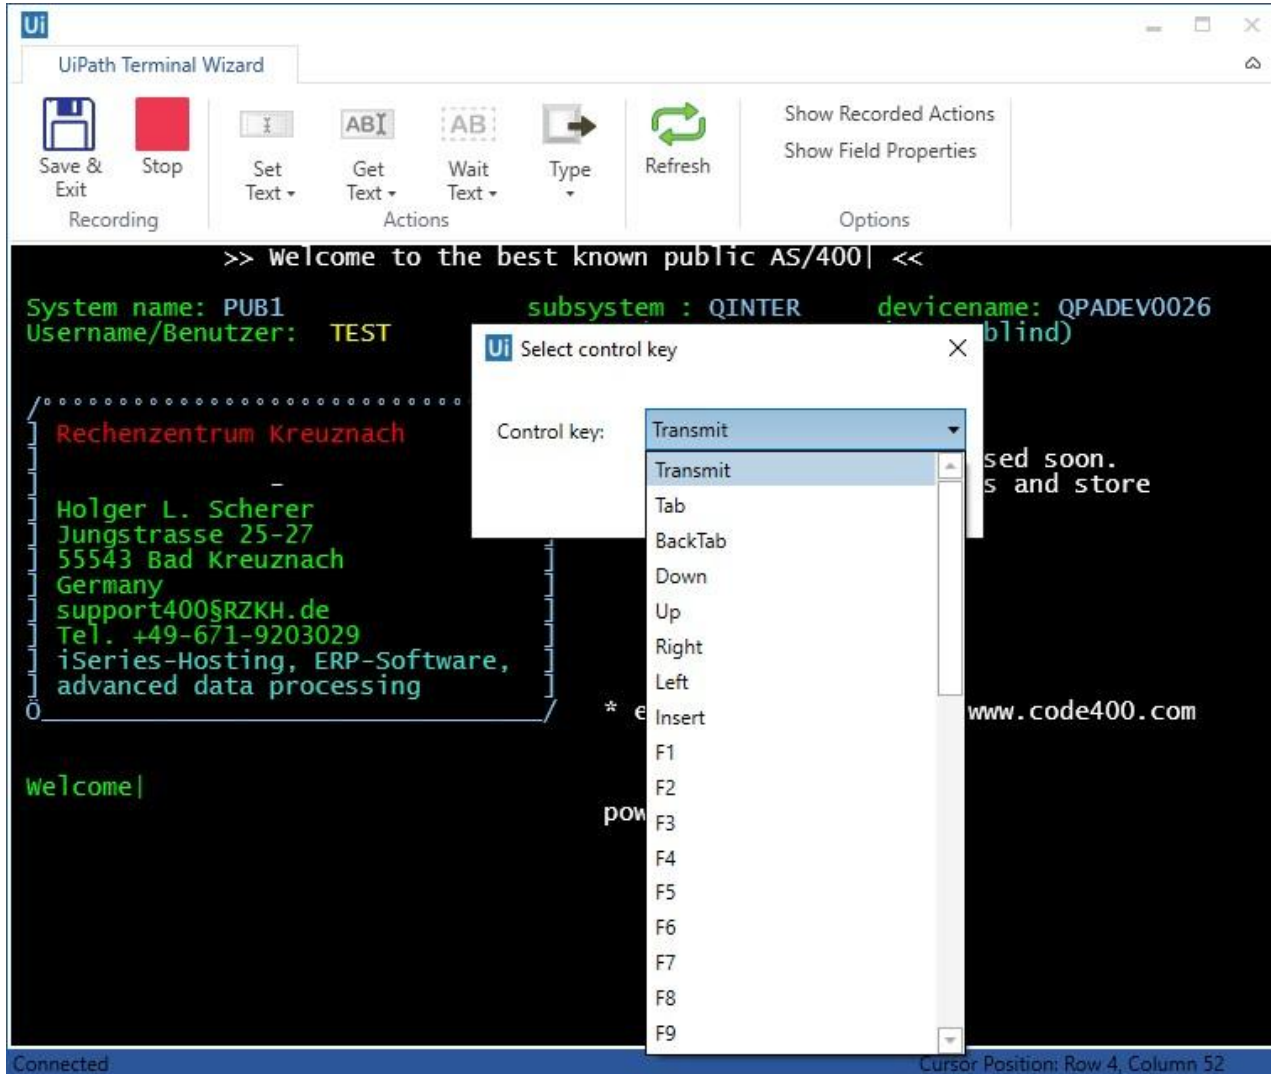 Ui
UiPath Terminal Wizard
Save & Exit
Stop
Set Text
Get Text
Wait Text
Type
Refresh
Show Recorded Actions
Show Field Properties
Recording
Actions
Options
>> Welcome to the best known public AS/400| <<
System name: PUB1 subsystem : QINTER devicename: QPADEV0026
Username/Benutzer: TEST blind)
Ui Select control key
Control key: Transmit
Transmit
Tab
BackTab
Down
Up
Right
Left
Insert
F1
F2
F3
F4
F5
F6
F7
F8
F9
Rechenzentrum Kreuznach
sed soon.
s and store
Holger L. Scherer
Jungstrasse 25-27
55543 Bad Kreuznach
Germany
support400§RZKH.de
Tel. +49-671-9203029
iSeries-Hosting, ERP-Software,
advanced data processing
* e www.code400.com
Welcome|
pow
Connected
Cursor Position: Row 4, Column 52